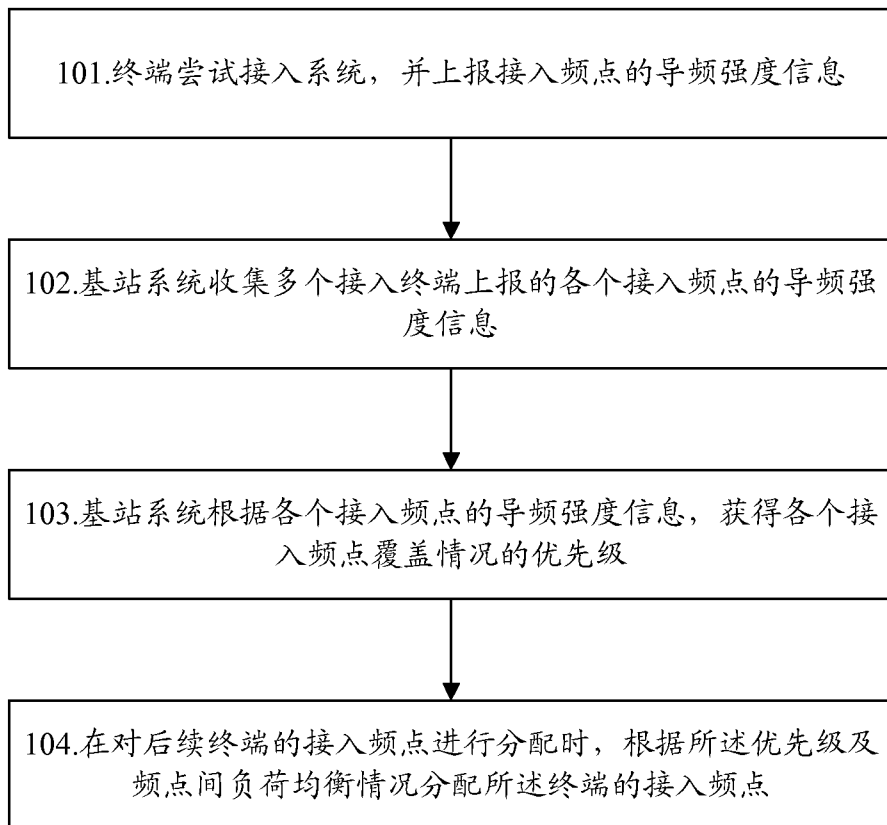 101.终端尝试接入系统，并上报接入频点的导频强度信息
102.基站系统收集多个接入终端上报的各个接入频点的导频强
度信息
103.基站系统根据各个接入频点的导频强度信息，获得各个接
入频点覆盖情况的优先级
104.在对后续终端的接入频点进行分配时，根据所述优先级及
频点间负荷均衡情况分配所述终端的接入频点